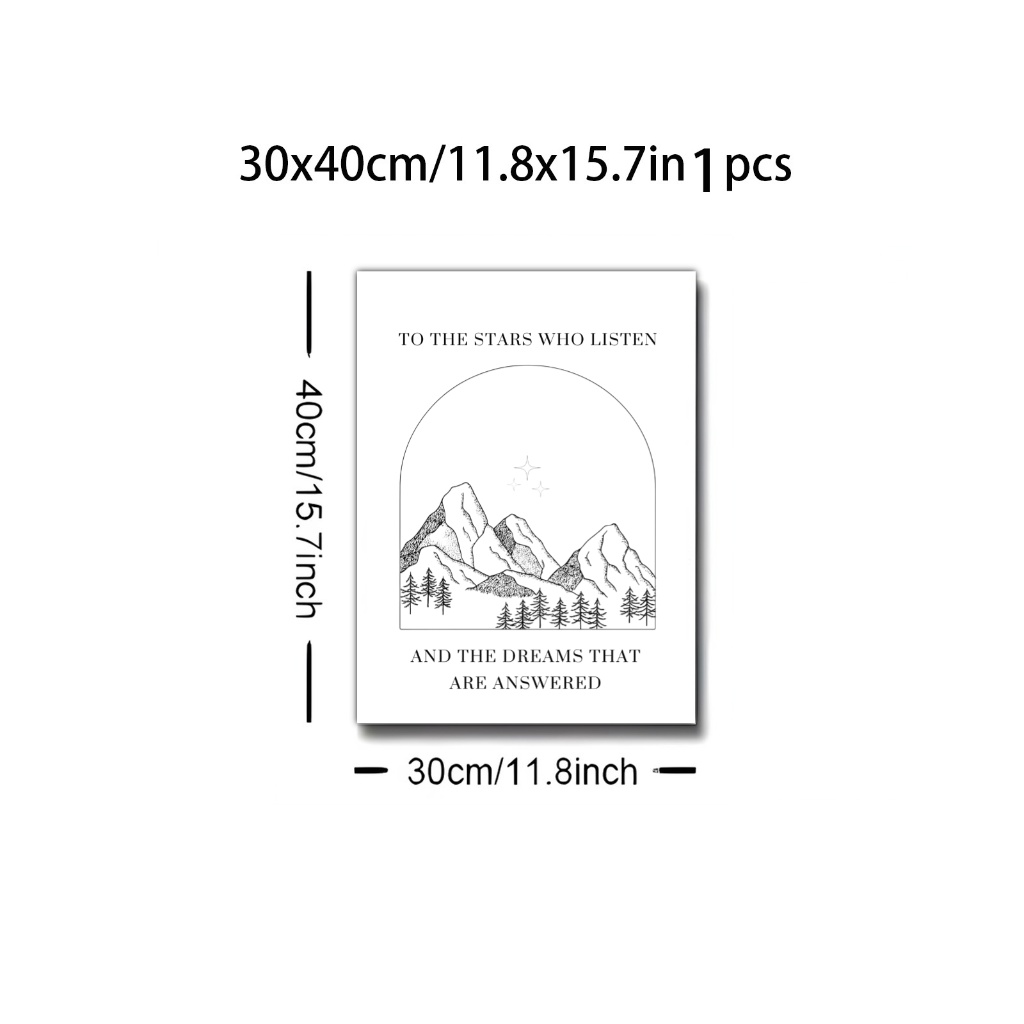 30x40cm/11.8x15.7in 1 pcs
TO THE STARS WHO LISTEN
40cm/15.7inch
AND THE DREAMS THAT
ARE ANSWERED
30cm/11.8inch